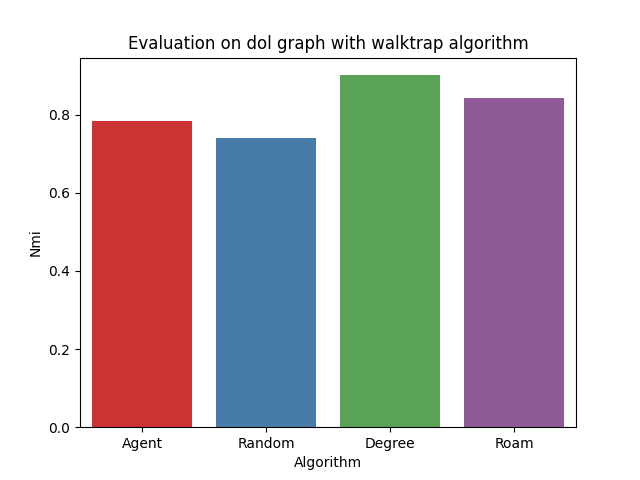 Evaluation on dol graph with walktrap algorithm
Nmi
0.8
0.6
0.4
0.2
0.0
Agent Random Degree Roam
Algorithm